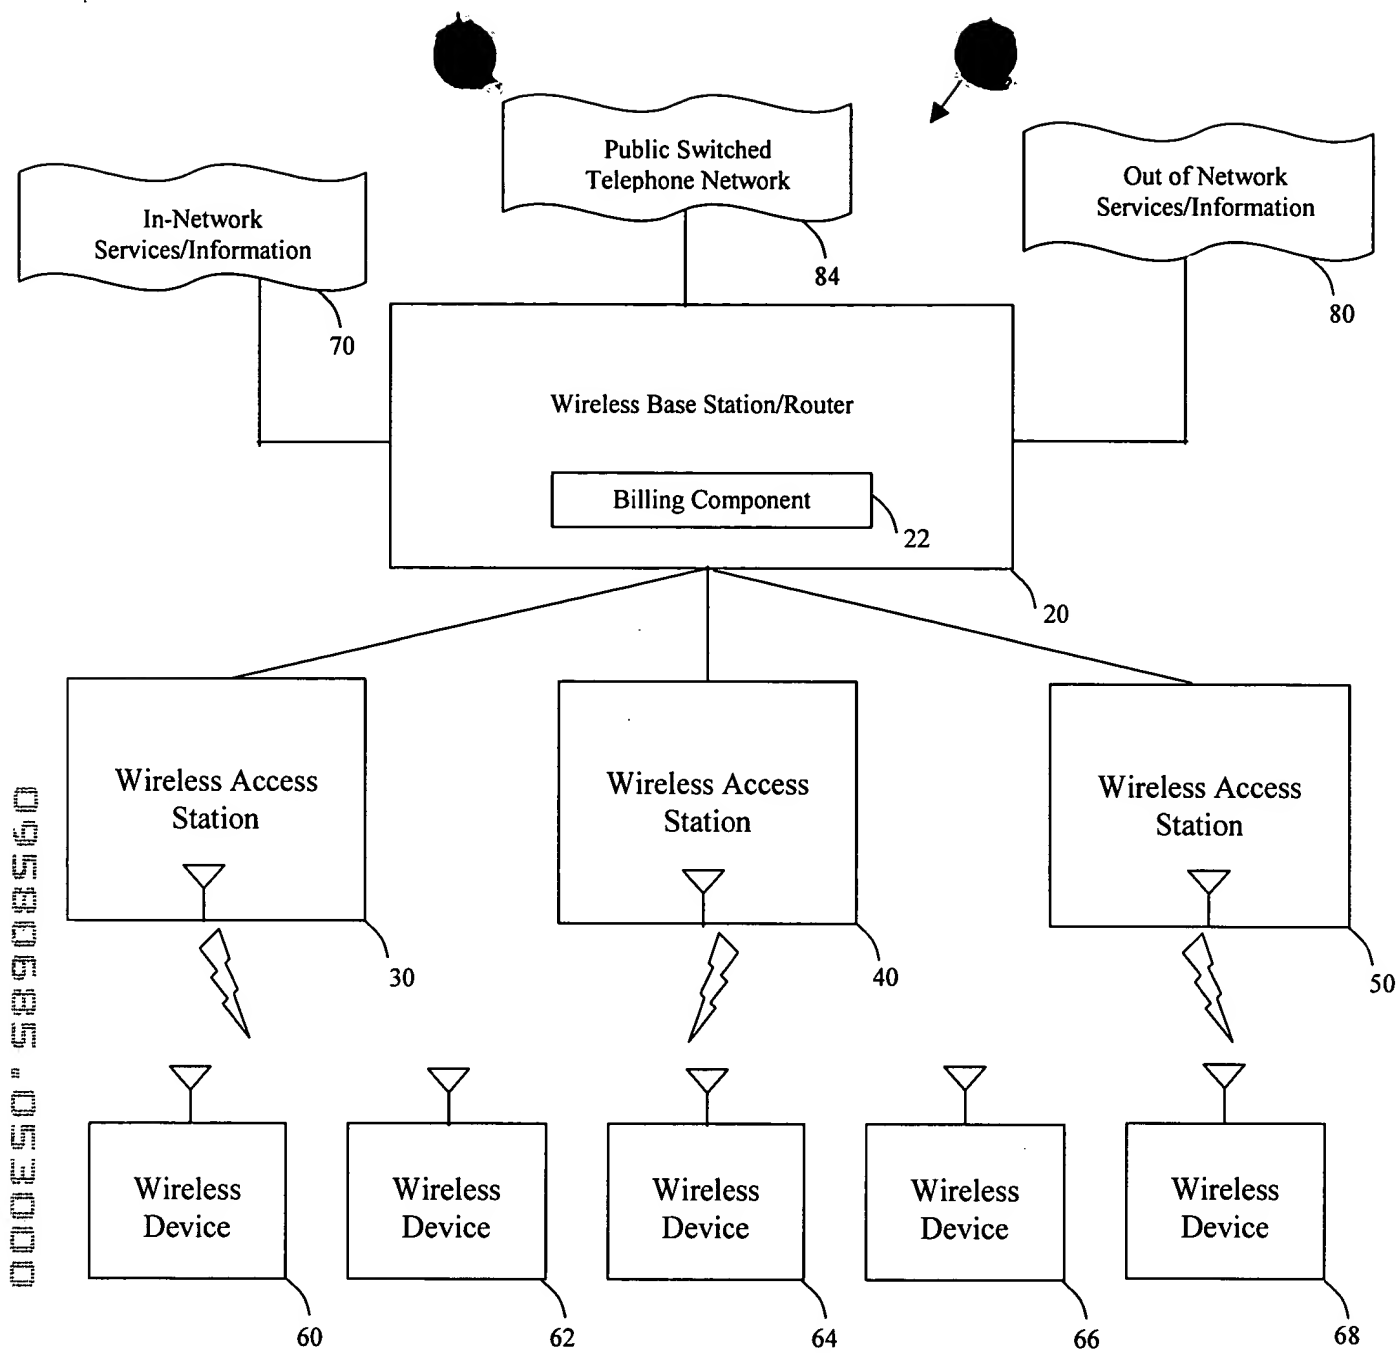 Public Switched
Telephone Network
84
In-Network
Services/Information
70
Out of Network
Services/Information
80
Wireless Base Station/Router
Billing Component
22
20
Wireless Access
Station
30
Wireless Access
Station
40
Wireless Access
Station
50
Wireless
Device
60
Wireless
Device
62
Wireless
Device
64
Wireless
Device
66
Wireless
Device
68
09580985.053000